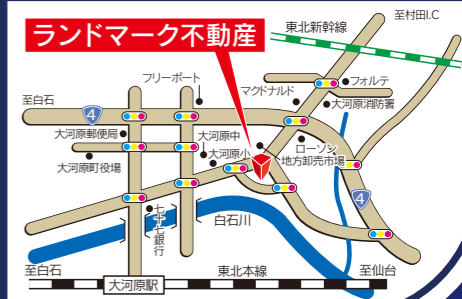 至村田I.C
東北新幹線
ランドマーク不動産
フリーポート
マクドナルド
フォルテ
大河原消防署
至白石
4
大河原郵便局
大河原中
ローソン
大河原町役場
大河原小
地方卸売市場
七十七銀行
白石川
4
至白石
大河原駅
東北本線
至仙台